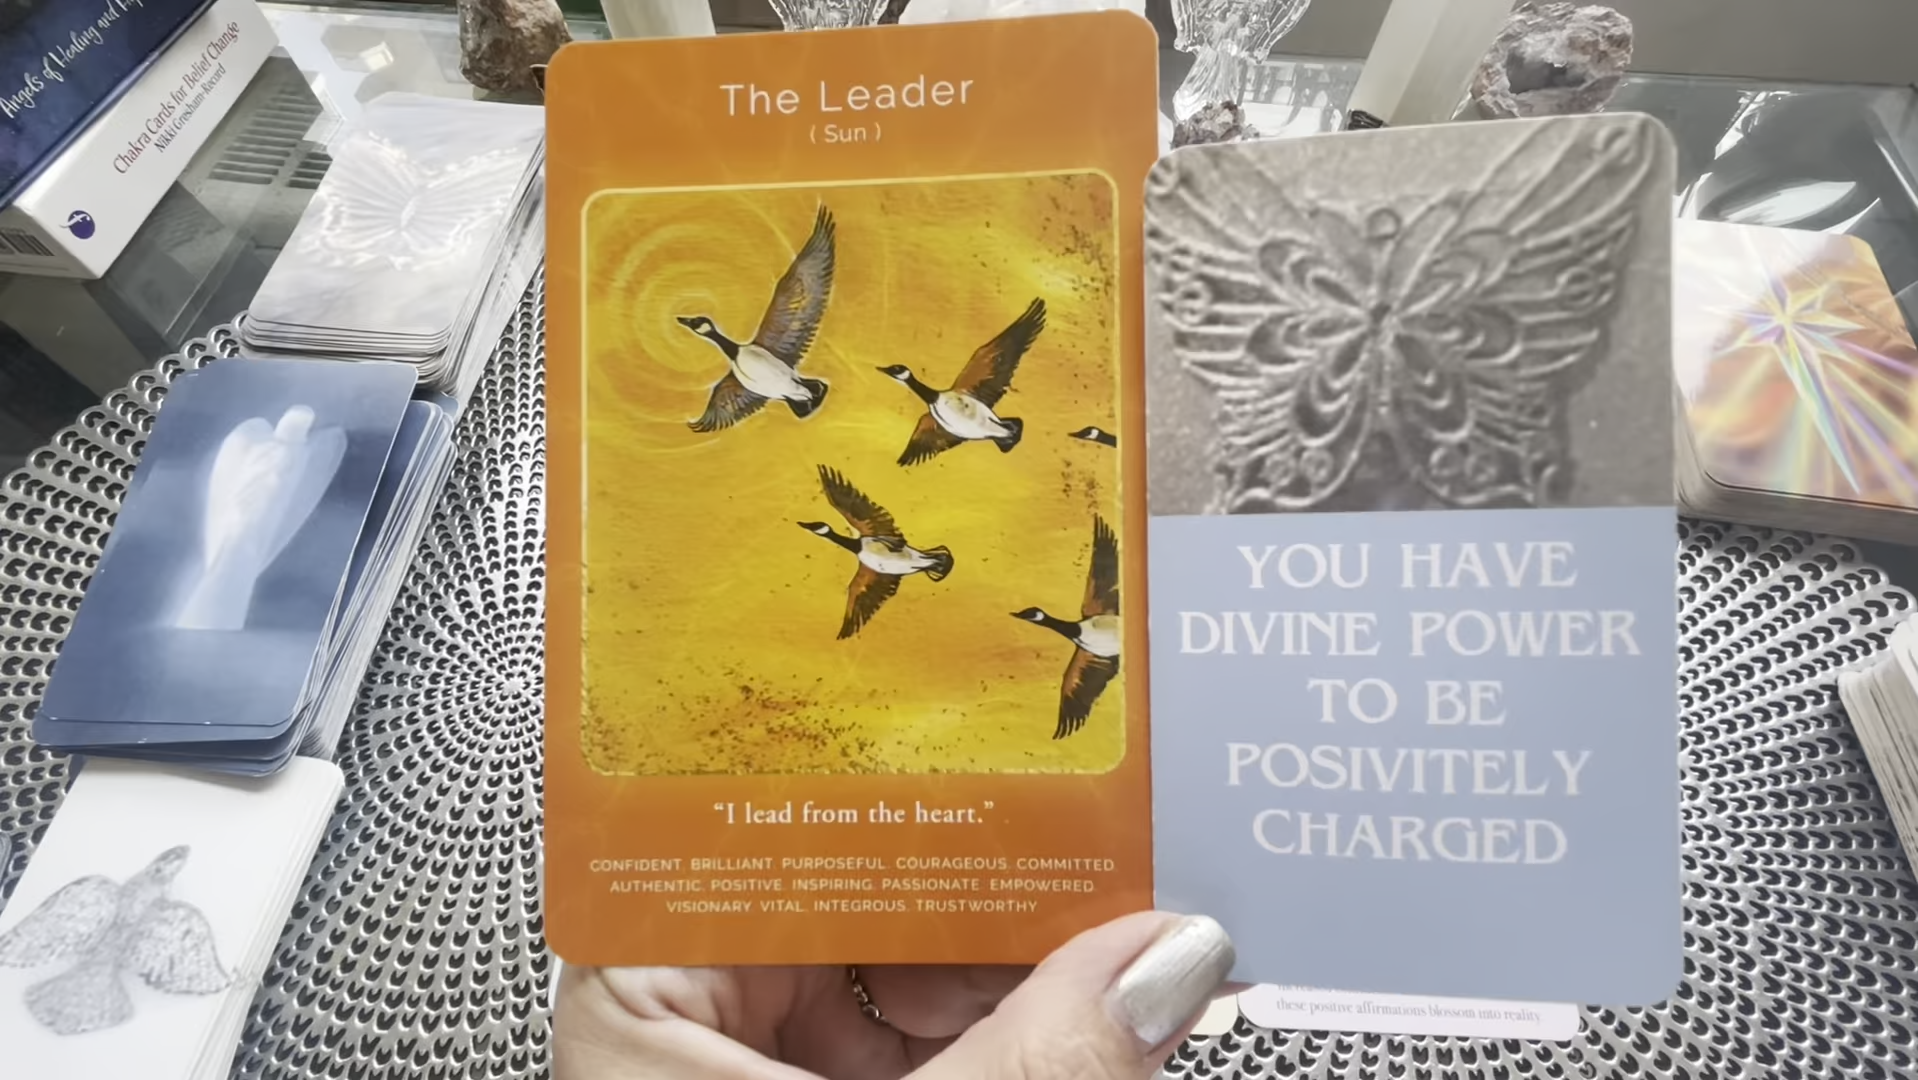 Angels of Healing and
Chakra Cards for Belief Change
Nikki Gresham-Record
The Leader
( Sun )
“I lead from the heart.”
CONFIDENT. BRILLIANT. PURPOSEFUL. COURAGEOUS. COMMITTED.
AUTHENTIC. POSITIVE. INSPIRING. PASSIONATE. EMPOWERED.
VISIONARY. VITAL. INTEGROUS. TRUSTWORTHY
YOU HAVE
DIVINE POWER
TO BE
POSIVITELY
CHARGED
these positive affirmations blossom into reality.